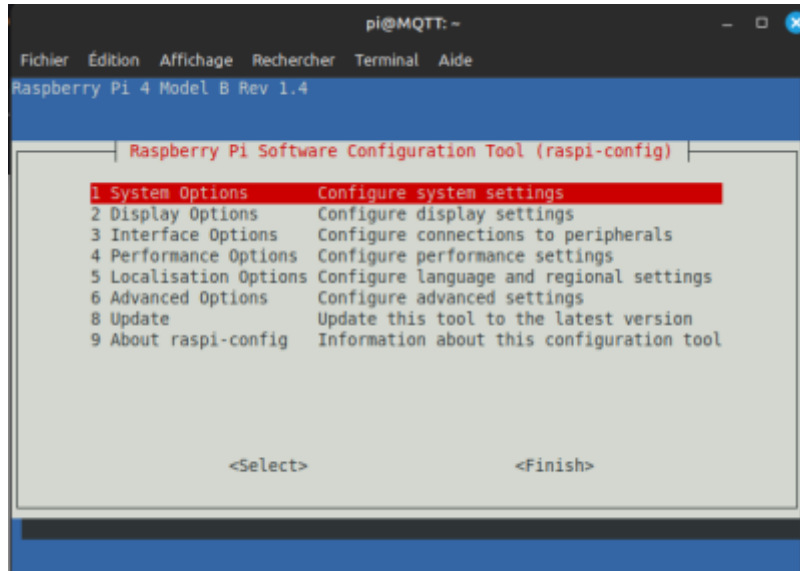 pi@MQTT: ~
Fichier Édition Affichage Rechercher Terminal Aide
Raspberry Pi 4 Model B Rev 1.4
Raspberry Pi Software Configuration Tool (raspi-config)
1 System Options Configure system settings
2 Display Options Configure display settings
3 Interface Options Configure connections to peripherals
4 Performance Options Configure performance settings
5 Localisation Options Configure language and regional settings
6 Advanced Options Configure advanced settings
8 Update Update this tool to the latest version
9 About raspi-config Information about this configuration tool
<Select> <Finish>